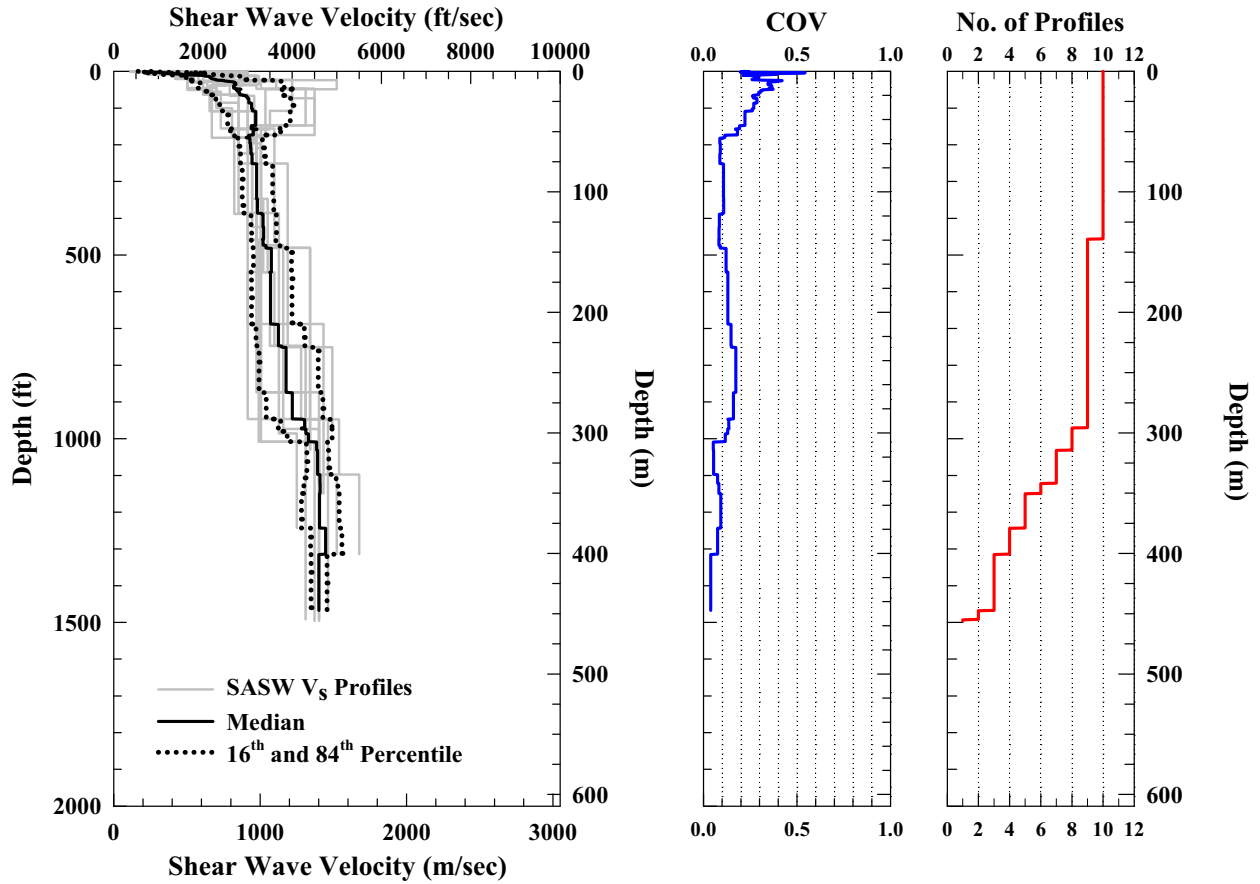 Shear Wave Velocity (ft/sec)
0 2000 4000 6000 8000 10000
0
500
1000
1500
2000
Depth (ft)
0
100
200
300
400
500
600
Depth (m)
SASW VS Profiles
Median
16th and 84th Percentile
0 1000 2000 3000
Shear Wave Velocity (m/sec)
COV
0.0 0.5 1.0
0.0 0.5 1.0
No. of Profiles
0 2 4 6 8 10 12
0
100
200
300
400
500
600
Depth (m)
0 2 4 6 8 10 12